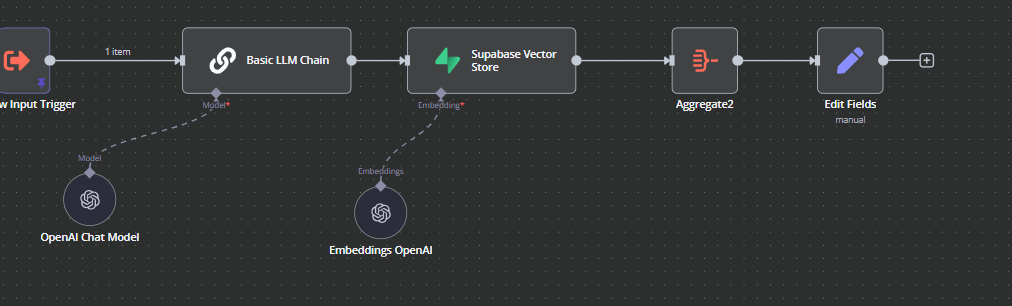 1 item
Basic LLM Chain
Supabase Vector
Store
Input Trigger
Model*
Embedding*
Aggregate2
Edit Fields
manual
Model
Embeddings
OpenAI Chat Model
Embeddings OpenAI